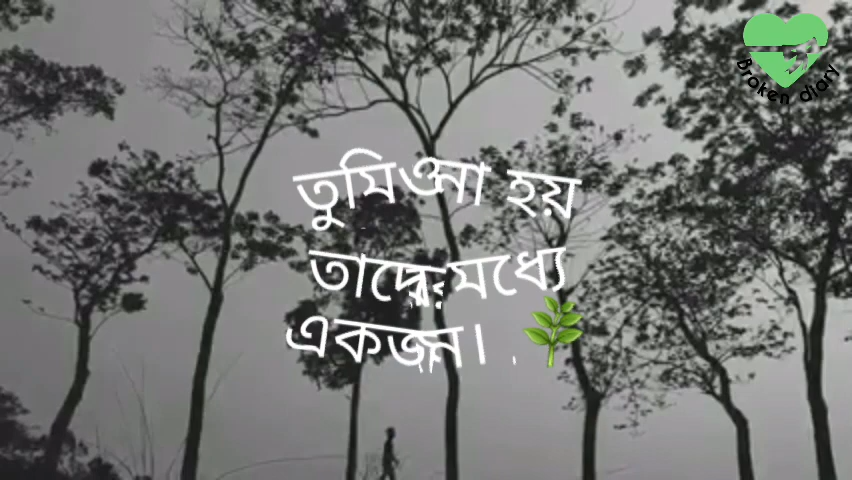 তুমিও না হয়
তাদের মধ্যে
একজন।
Broken diary